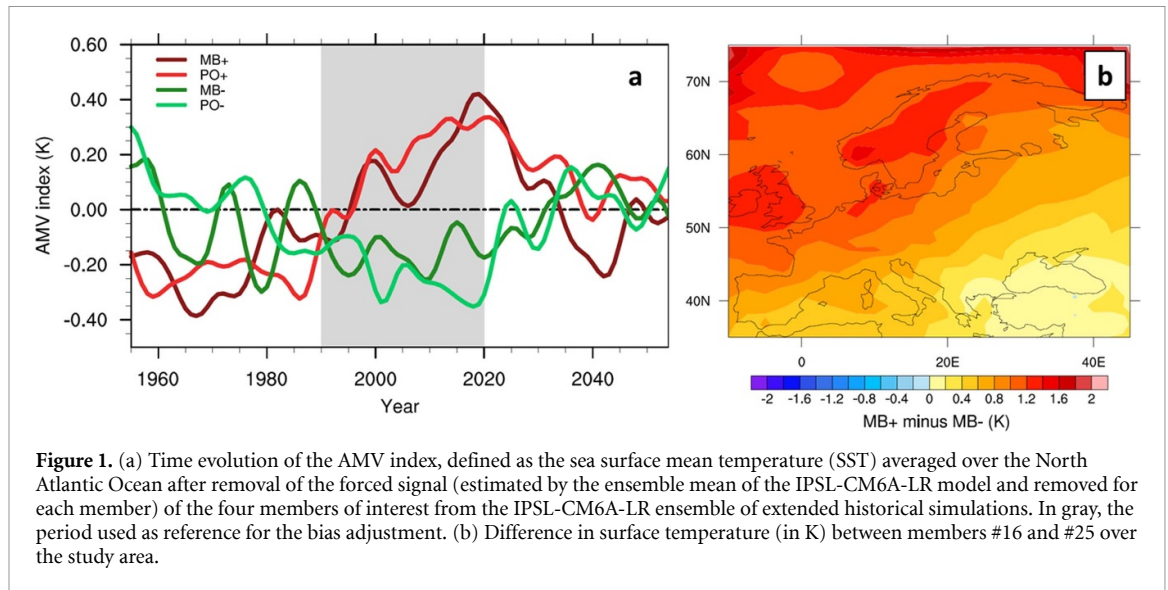 0.60
0.40
0.20
0.00
-0.20
-0.40
AMV index (K)
MB+
PO+
MB-
PO-
a
1960 1980 2000 2020 2040
Year
b
70N
60N
50N
40N
0 20E 40E
-2 -1.6 -1.2 -0.8 -0.4 0 0.4 0.8 1.2 1.6 2
MB+ minus MB- (K)
Figure 1. (a) Time evolution of the AMV index, defined as the sea surface mean temperature (SST) averaged over the North
Atlantic Ocean after removal of the forced signal (estimated by the ensemble mean of the IPSL-CM6A-LR model and removed for
each member) of the four members of interest from the IPSL-CM6A-LR ensemble of extended historical simulations. In gray, the
period used as reference for the bias adjustment. (b) Difference in surface temperature (in K) between members #16 and #25 over
the study area.